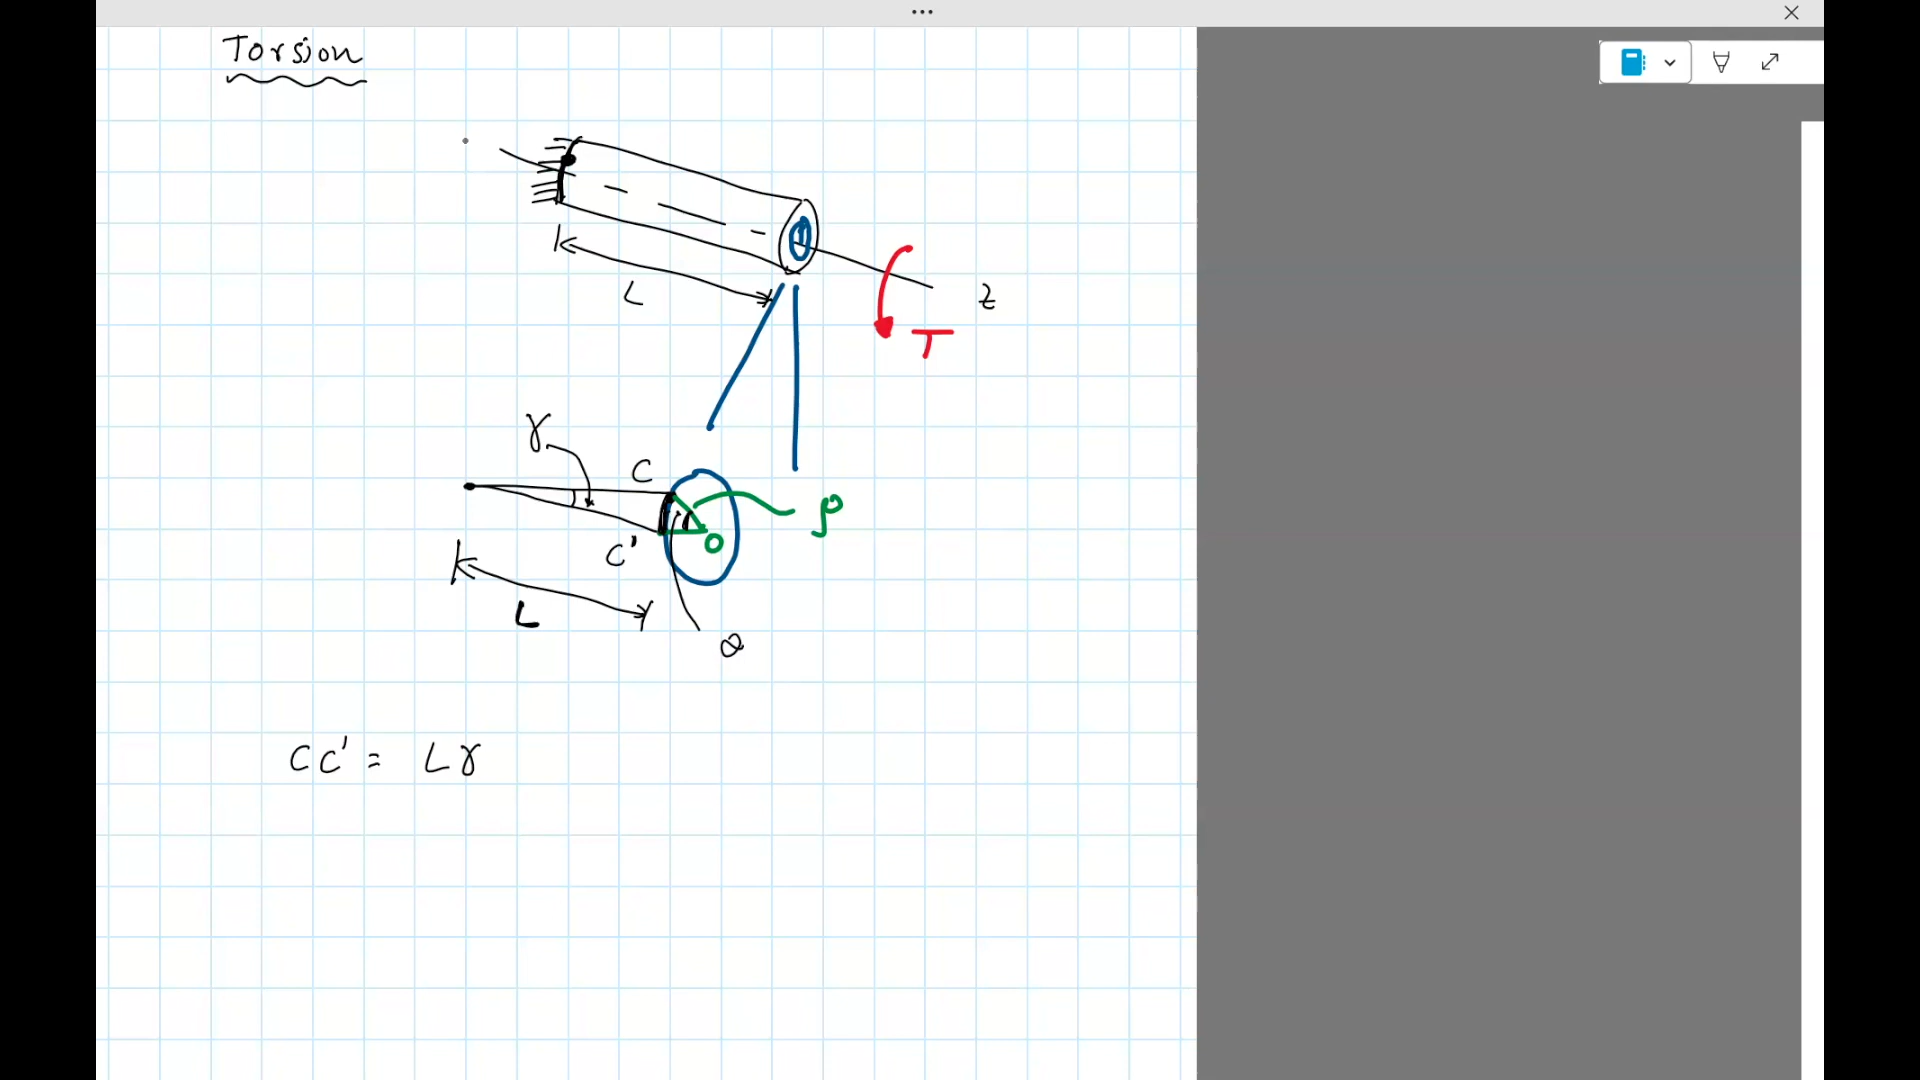 Torsion
L
z
T
γ
C
ρ
O
C'
L
θ
CC' = Lγ